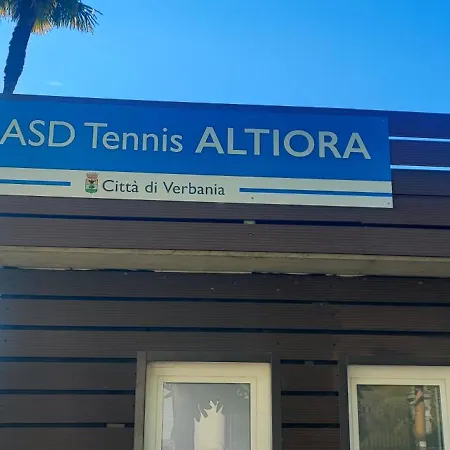 ASD Tennis ALTIORA
Città di Verbania